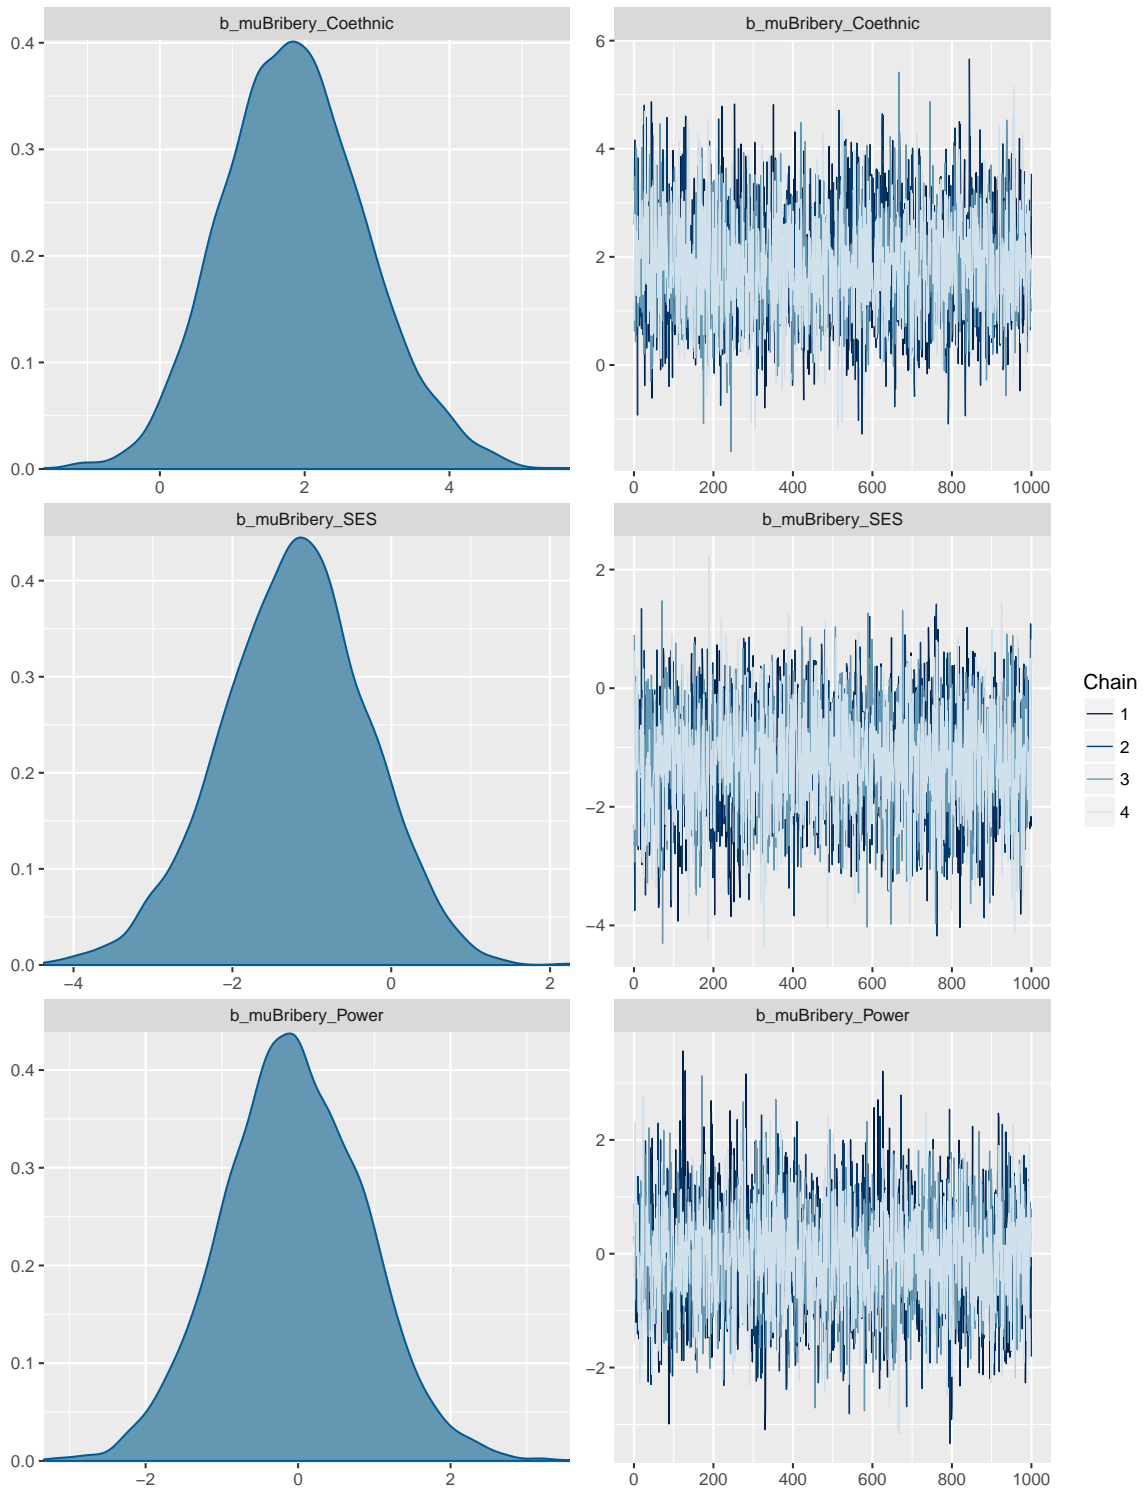 b_muBribery_Coethnic
0.4
0.3
0.2
0.1
0.0
0 2 4
b_muBribery_Coethnic
6
4
2
0
0 200 400 600 800 1000
b_muBribery_SES
0.4
0.3
0.2
0.1
0.0
−4 −2 0 2
b_muBribery_SES
2
0
−2
−4
0 200 400 600 800 1000
b_muBribery_Power
0.4
0.3
0.2
0.1
0.0
−2 0 2
b_muBribery_Power
2
0
−2
0 200 400 600 800 1000
Chain
1
2
3
4